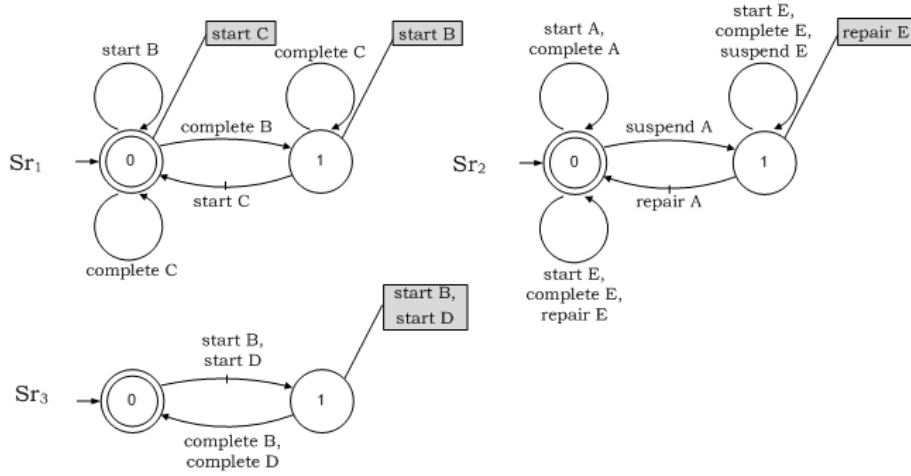 start C
start B
start B
complete C
complete B
Sr1
0
1
start C
complete C
start A,
complete A
start E,
complete E,
suspend E
repair E
suspend A
Sr2
0
1
repair A
start E,
complete E,
repair E
start B,
start D
start B,
start D
Sr3
0
1
complete B,
complete D